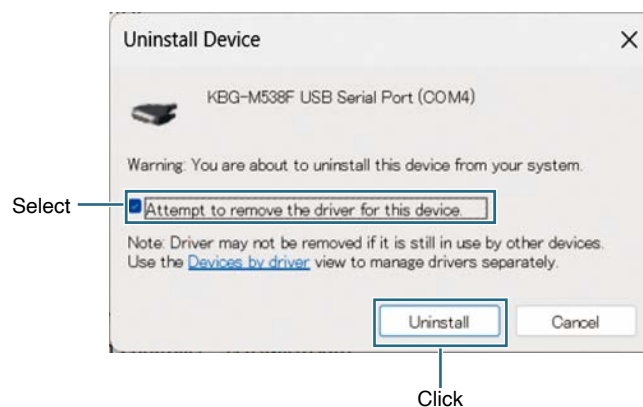 Uninstall Device
KBG-M538F USB Serial Port (COM4)
Warning: You are about to uninstall this device from your system.
Select
Attempt to remove the driver for this device.
Note: Driver may not be removed if it is still in use by other devices.
Use the Devices by driver view to manage drivers separately.
Uninstall Cancel
Click